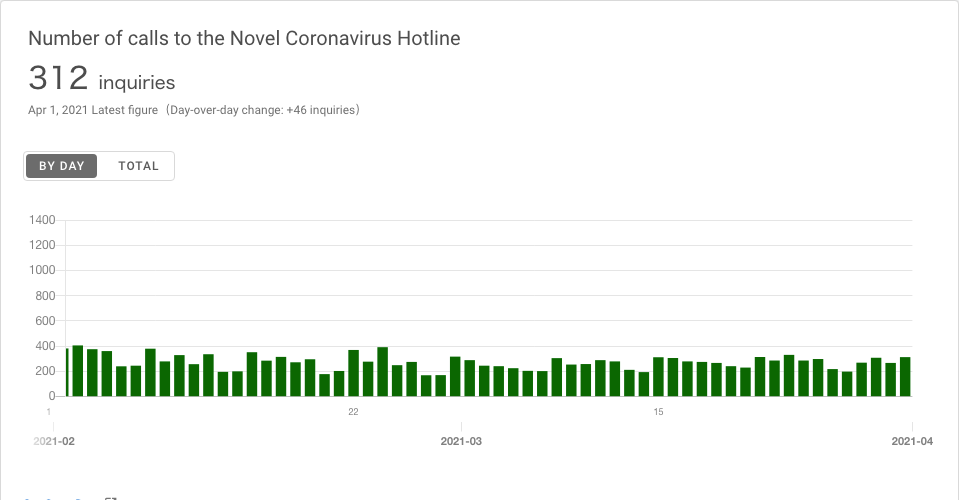 Number of calls to the Novel Coronavirus Hotline
312 inquiries
Apr 1, 2021 Latest figure（Day-over-day change: +46 inquiries）
BY DAY TOTAL
1400
1200
1000
800
600
400
200
0
1 22 15
2021-02 2021-03 2021-04